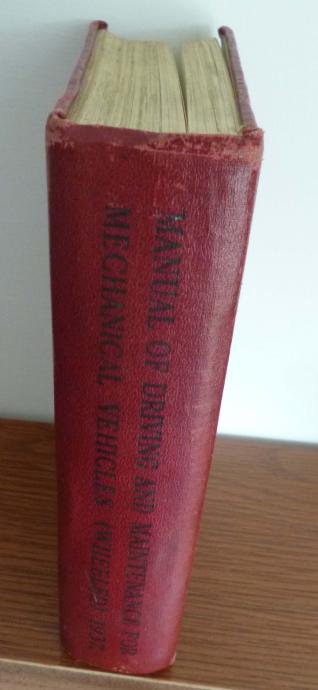 MANUAL OF DRIVING AND MAINTENANCE FOR
MECHANICAL VEHICLES (WHEELED) 1937.